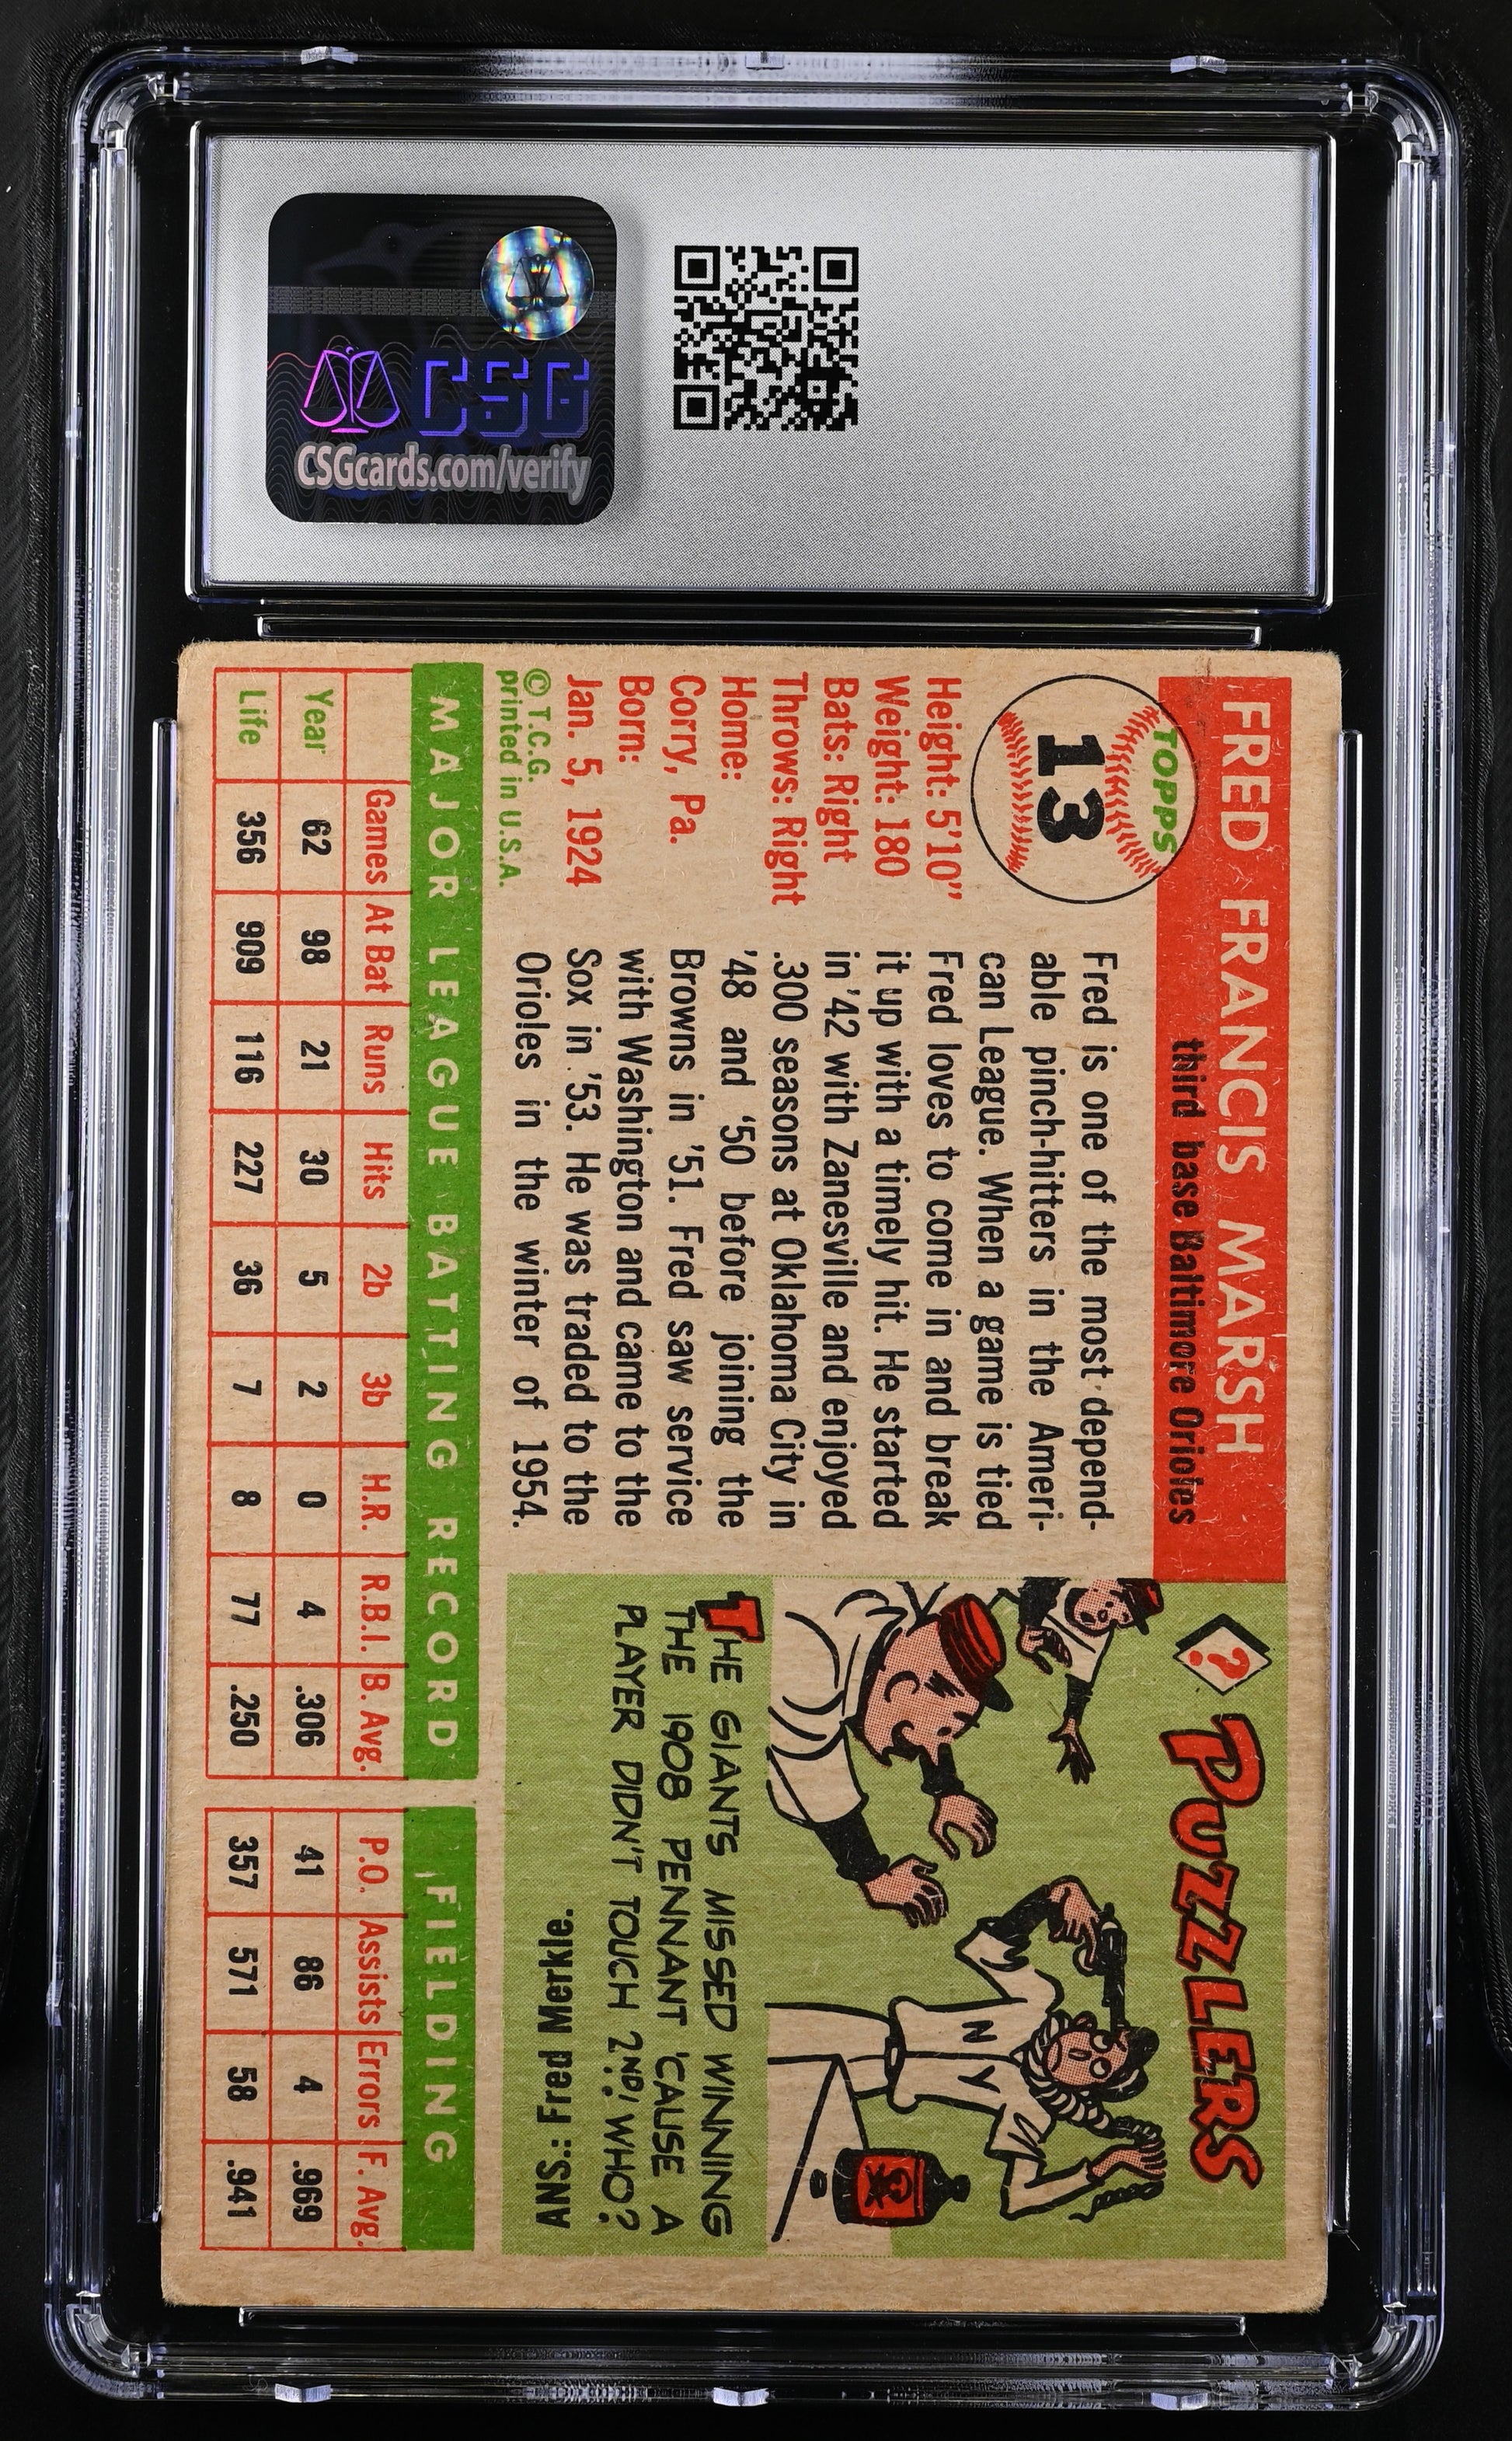 CSG
CSGcards.com/verify
FRED FRANCIS MARSH
third base Baltimore Orioles
TOPPS
13
Height: 5'10"
Weight: 180
Bats: Right
Throws: Right
Home:
Corry, Pa.
Born:
Jan. 5, 1924
© T.C.G.
printed in U.S.A.
Fred is one of the most depend-
able pinch-hitters in the Ameri-
can League. When a game is tied
Fred loves to come in and break
it up with a timely hit. He started
in '42 with Zanesville and enjoyed
.300 seasons at Oklahoma City in
'48 and '50 before joining the
Browns in '51. Fred saw service
with Washington and came to the
Sox in '53. He was traded to the
Orioles in the winter of 1954.
? PUZZLERS
N Y
THE GIANTS MISSED WINNING
THE 1908 PENNANT 'CAUSE A
PLAYER DIDN'T TOUCH 2ND! WHO?
ANS.: Fred Merkle.
MAJOR LEAGUE BATTING RECORD FIELDING
Games At Bat Runs Hits 2b 3b H.R. R.B.I. B. Avg. P.O. Assists Errors F. Avg.
Year 62 98 21 30 5 2 0 4 .306 41 86 4 .969
Life 356 909 116 227 36 7 8 77 .250 357 571 58 .941